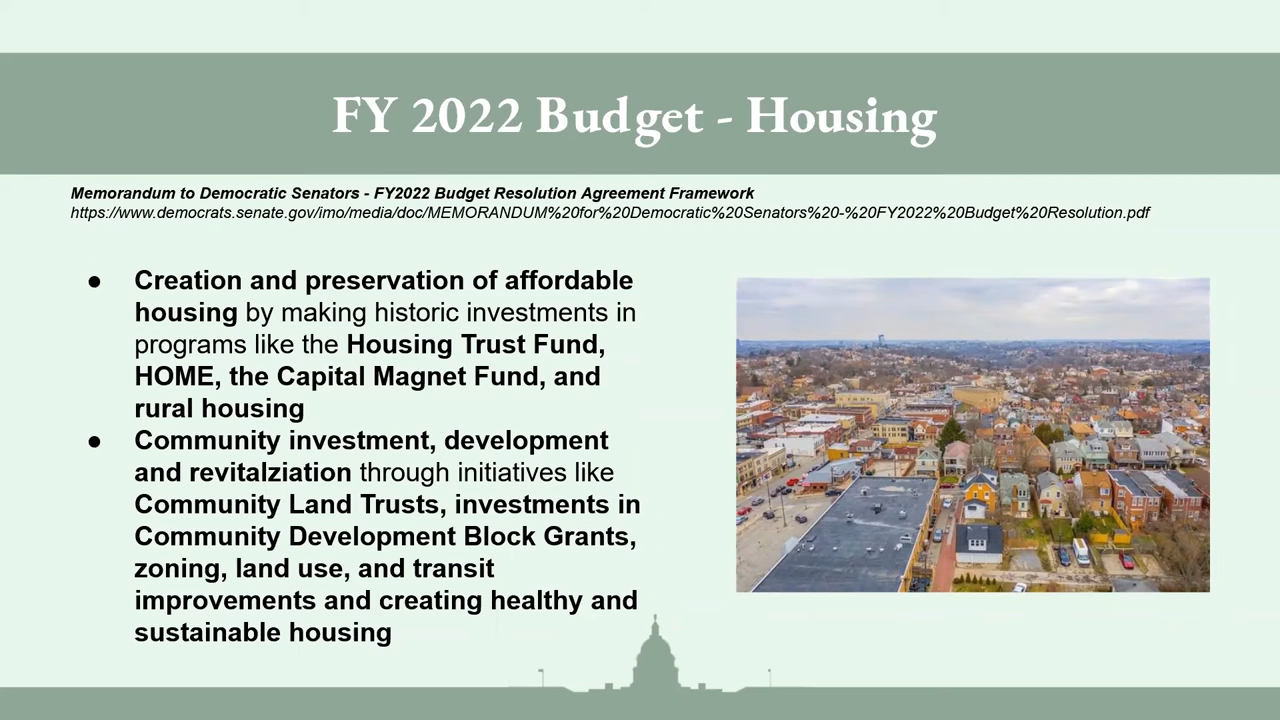 FY 2022 Budget - Housing
Memorandum to Democratic Senators - FY2022 Budget Resolution Agreement Framework
https://www.democrats.senate.gov/imo/media/doc/MEMORANDUM%20for%20Democratic%20Senators%20-%20FY2022%20Budget%20Resolution.pdf
● Creation and preservation of affordable
housing by making historic investments in
programs like the Housing Trust Fund,
HOME, the Capital Magnet Fund, and
rural housing
● Community investment, development
and revitalziation through initiatives like
Community Land Trusts, investments in
Community Development Block Grants,
zoning, land use, and transit
improvements and creating healthy and
sustainable housing